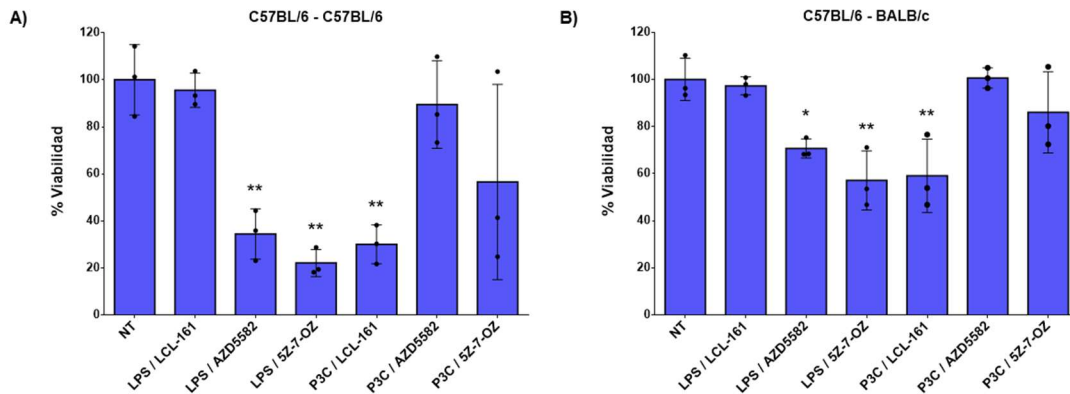 A)
C57BL/6 - C57BL/6
% Viabilidad
120
100
80
60
40
20
0
**
**
**
NT
LPS / LCL-161
LPS / AZD5582
LPS / 5Z-7-OZ
P3C / LCL-161
P3C / AZD5582
P3C / 5Z-7-OZ
B)
C57BL/6 - BALB/c
% Viabilidad
120
100
80
60
40
20
0
*
**
**
NT
LPS / LCL-161
LPS / AZD5582
LPS / 5Z-7-OZ
P3C / LCL-161
P3C / AZD5582
P3C / 5Z-7-OZ